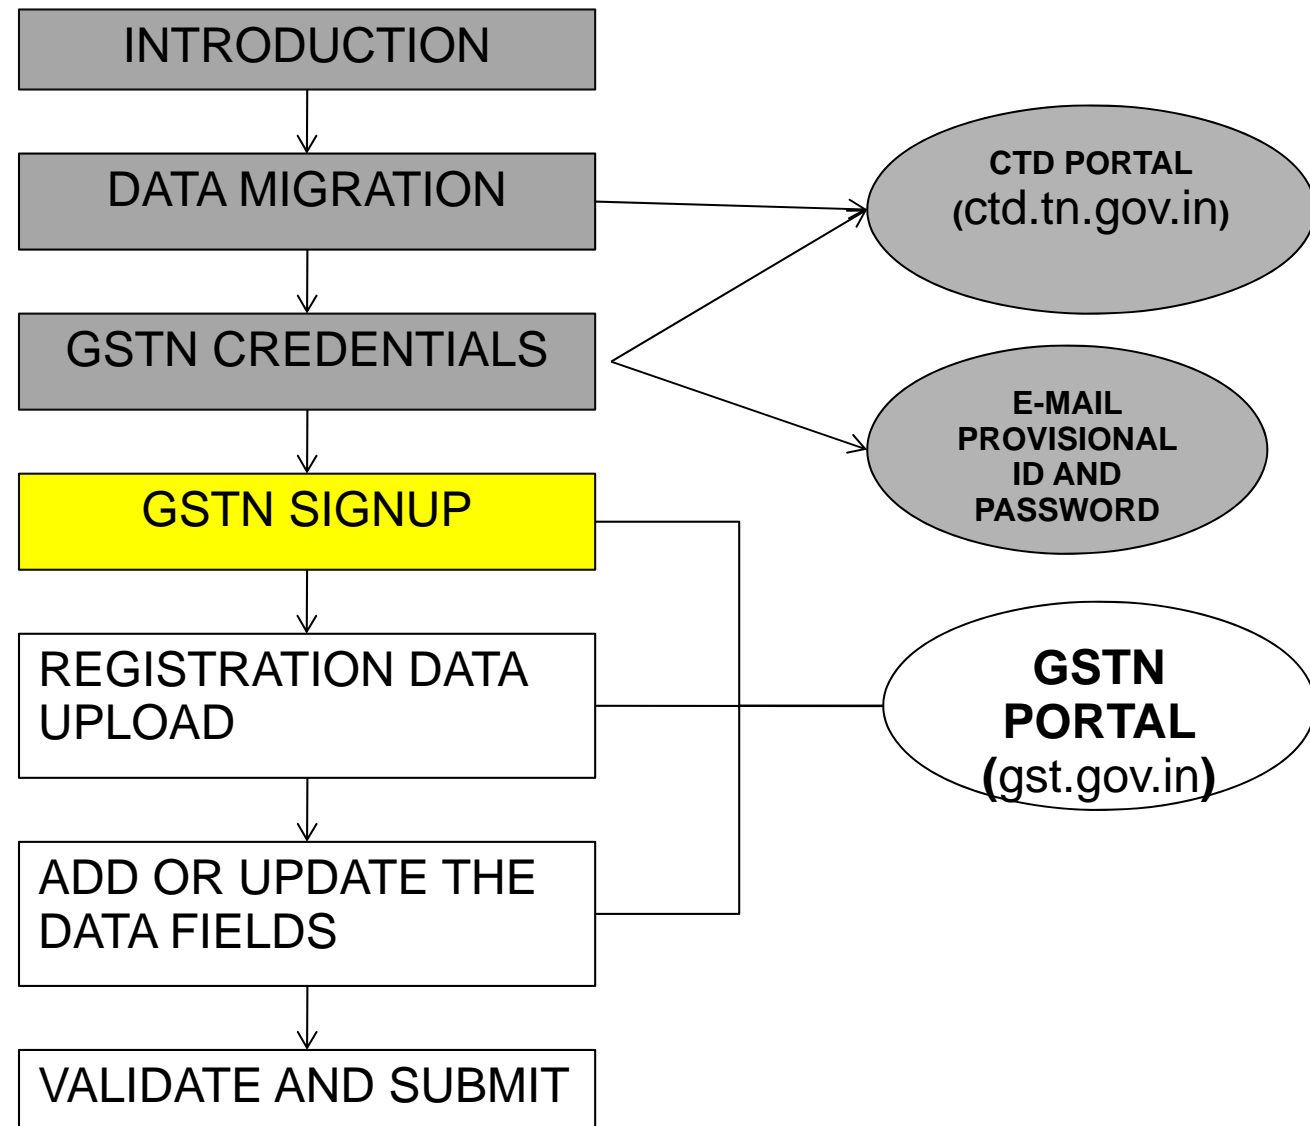 INTRODUCTION
DATA MIGRATION
CTD PORTAL
(ctd.tn.gov.in)
GSTN CREDENTIALS
E-MAIL
PROVISIONAL
ID AND
PASSWORD
GSTN SIGNUP
REGISTRATION DATA
UPLOAD
GSTN
PORTAL
(gst.gov.in)
ADD OR UPDATE THE
DATA FIELDS
VALIDATE AND SUBMIT